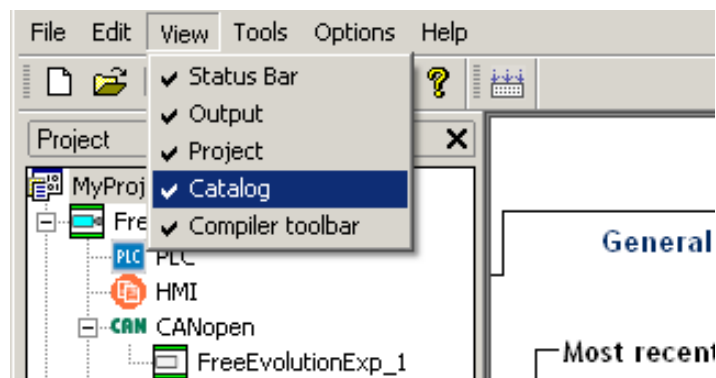 File Edit View Tools Options Help
Status Bar
Output
Project
Project
MyProj
Catalog
Fre
Compiler toolbar
General
PLC PLC
HMI
CAN CANopen
FreeEvolutionExp_1
Most recent